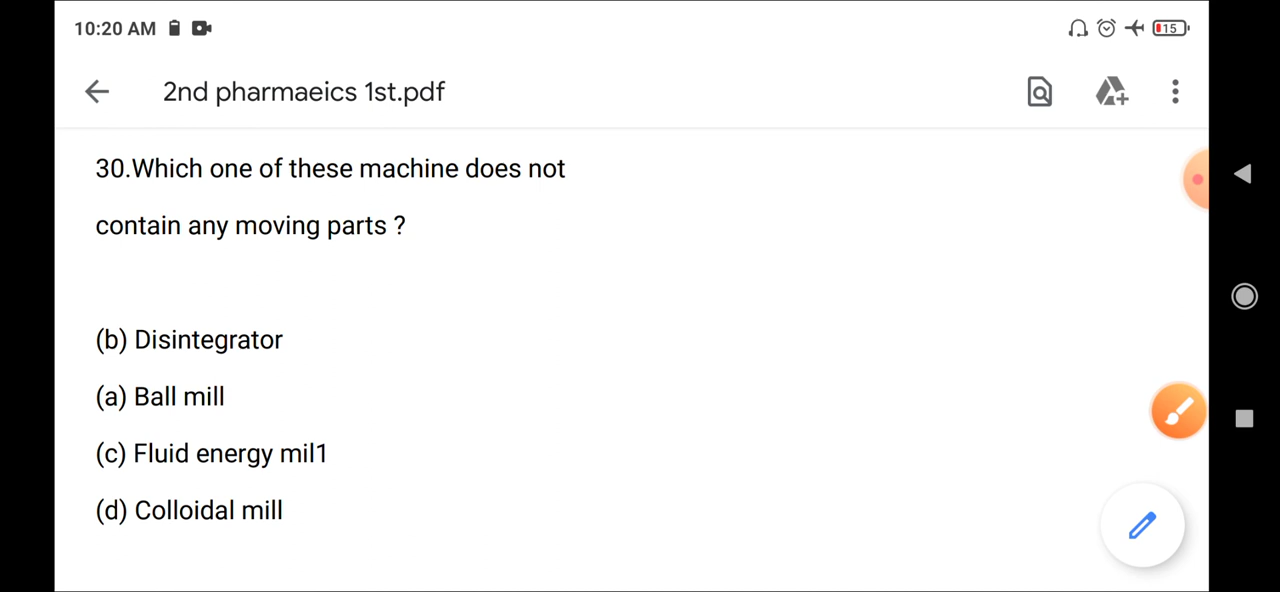 10:20 AM
15
2nd pharmaeics 1st.pdf
30.Which one of these machine does not
contain any moving parts ?
(b) Disintegrator
(a) Ball mill
(c) Fluid energy mil1
(d) Colloidal mill